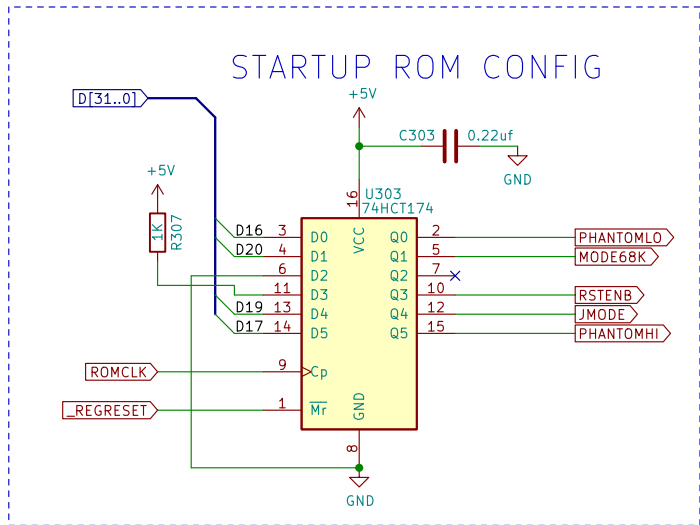 STARTUP ROM CONFIG
D[31..0]
+5V
C303
0.22uf
GND
+5V
1K
R307
U303
74HCT174
16
VCC
D16
3
D0
Q0
2
PHANTOMLO
D20
4
D1
Q1
5
MODE68K
6
D2
Q2
7
11
D3
Q3
10
RSTENB
D19
13
D4
Q4
12
JMODE
D17
14
D5
Q5
15
PHANTOMHI
ROMCLK
9
Cp
_REGRESET
1
Mr
GND
8
GND